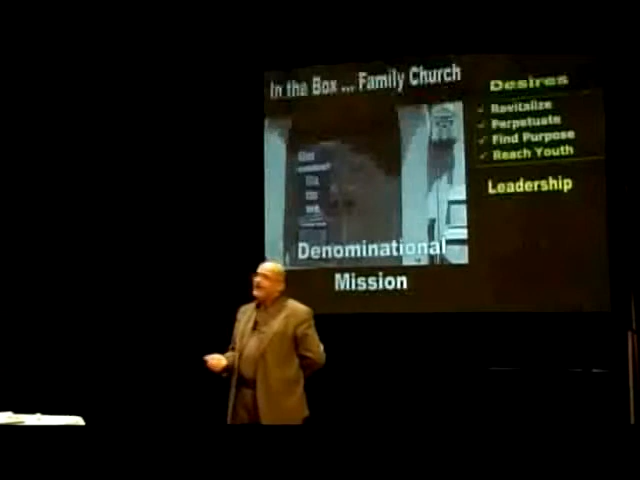 In the Box ... Family Church
Desires
✓ Revitalize
✓ Perpetuate
✓ Find Purpose
✓ Reach Youth
Leadership
Denominational
Mission